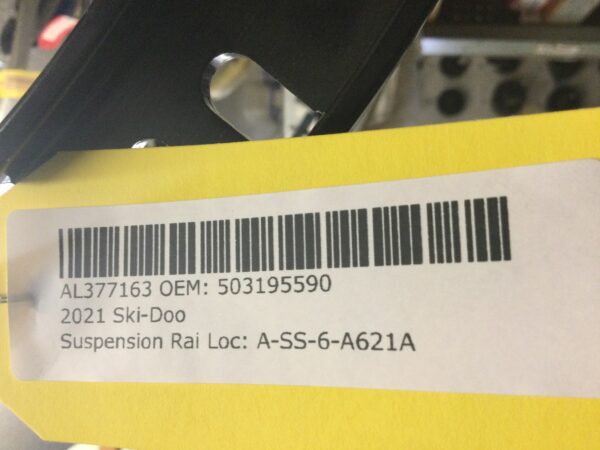 AL377163 OEM: 503195590
2021 Ski-Doo
Suspension Rai Loc: A-SS-6-A621A